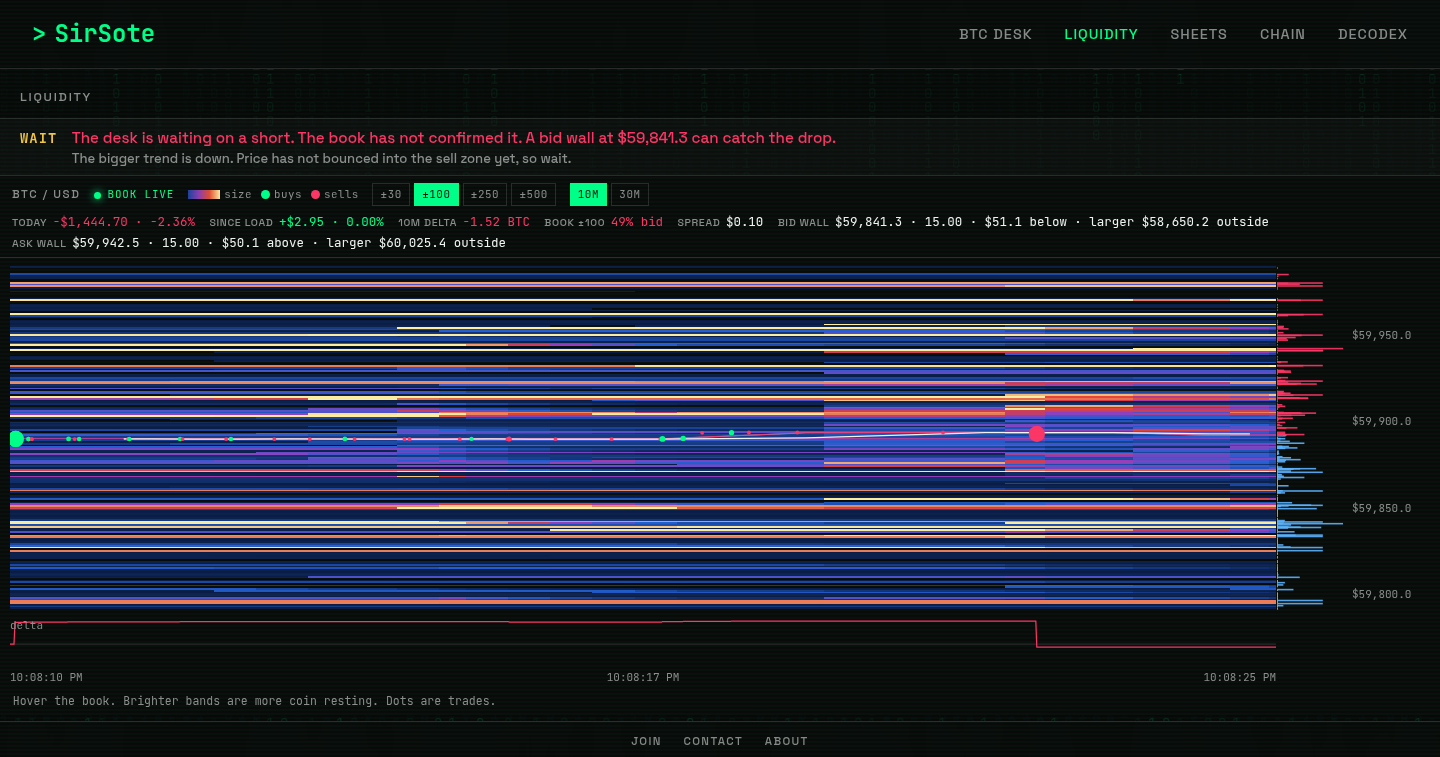 > SirSote
BTC DESK LIQUIDITY SHEETS CHAIN DECODEX
LIQUIDITY
WAIT The desk is waiting on a short. The book has not confirmed it. A bid wall at $59,841.3 can catch the drop.
The bigger trend is down. Price has not bounced into the sell zone yet, so wait.
BTC / USD BOOK LIVE size buys sells ±30 ±100 ±250 ±500 10M 30M
TODAY -$1,444.70 · -2.36% SINCE LOAD +$2.95 · 0.00% 10M DELTA -1.52 BTC BOOK ±100 49% bid SPREAD $0.10 BID WALL $59,841.3 · 15.00 · $51.1 below · larger $58,650.2 outside
ASK WALL $59,942.5 · 15.00 · $50.1 above · larger $60,025.4 outside
$59,950.0
$59,900.0
$59,850.0
$59,800.0
delta
10:08:10 PM 10:08:17 PM 10:08:25 PM
Hover the book. Brighter bands are more coin resting. Dots are trades.
JOIN CONTACT ABOUT